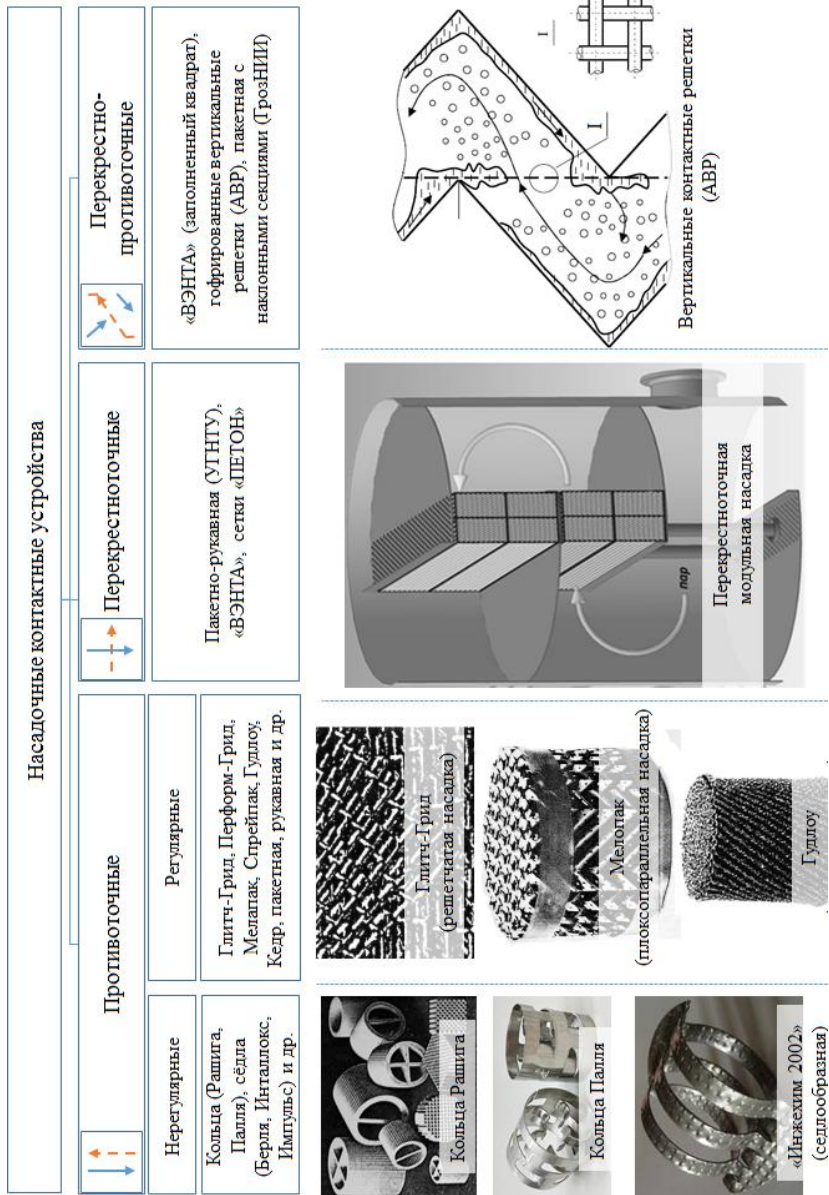 Насадочные контактные устройства
Противоточные
Перекрестноточные
Перекрестно-
противоточные
Нерегулярные
Регулярные
Кольца (Рашига,
Палля), сёдла
(Берля, Инталлокс,
Импульс) и др.
Глитч-Грид, Перформ-Грид,
Мелапак, Спрейпак, Гудлоу,
Кедр, пакетная, рукавная и др.
Пакетно-рукавная (УГНТУ),
«ВЭНТА», сетки «ПЕТОН»
«ВЭНТА» (заполненный квадрат),
гофрированные вертикальные
решетки (АВР), пакетная с
наклонными секциями (ГрозНИИ)
Кольца Рашига
Кольца Палля
«Инжехим 2002»
(седлообразная)
Глитч-Грид
(решетчатая насадка)
Мелопак
(плоксопараллельная насадка)
Гудлоу
пар
Перекрестноточная
модульная насадка
I
I
Вертикальные контактные решетки
(АВР)